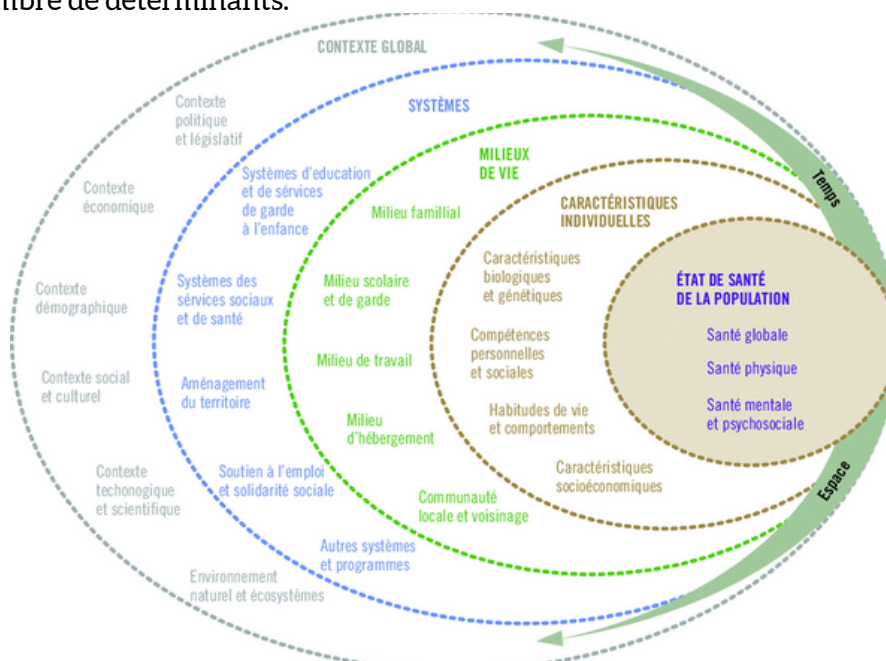 mbre de déterminants.
CONTEXTE GLOBAL
Contexte
politique
et législatif
Contexte
économique
Contexte
démographique
Contexte social
et culturel
Contexte
techonogique
et scientifique
Environnement
naturel et écosystèmes
SYSTÈMES
Systèmes d'education
et de sérvices
de garde
à l'enfance
Systèmes des
sérvices sociaux
et de santé
Aménagement
du territoire
Soutien à l'emploi
et solidarité sociale
Autres systèmes
et programmes
MILIEUX
DE VIE
Milieu famillial
Milieu scolaire
et de garde
Milieu de travail
Milieu
d'hébergement
Communauté
locale et voisinage
CARACTÉRISTIQUES
INDIVIDUELLES
Caractéristiques
biologiques
et génétiques
Compétences
personnelles
et sociales
Habitudes de vie
et comportements
Caractéristiques
socioéconomiques
ÉTAT DE SANTÉ
DE LA POPULATION
Santé globale
Santé physique
Santé mentale
et psychosociale
Temps
Espace